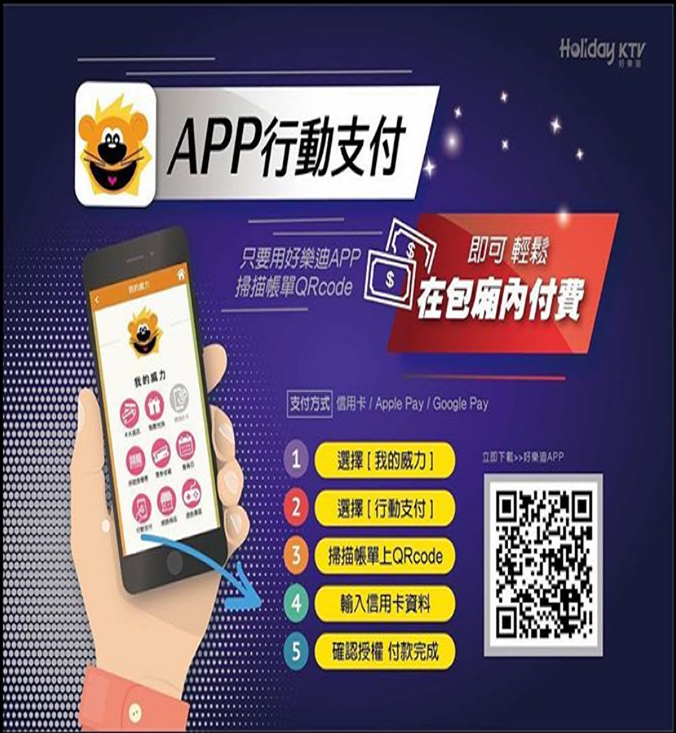 Holiday KTV
好樂迪
APP行動支付
只要用好樂迪APP
掃描帳單QRcode
即可 輕鬆
在包廂內付費
我的威力
我的威力
行動支付
支付方式 信用卡 / Apple Pay / Google Pay
1 選擇 [ 我的威力 ]
2 選擇 [ 行動支付 ]
3 掃描帳單上QRcode
4 輸入信用卡資料
5 確認授權 付款完成
立即下載>>好樂迪APP